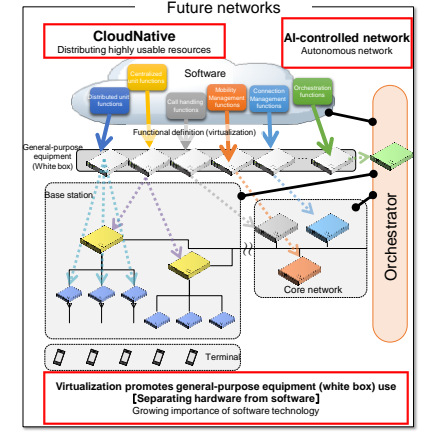 Future networks
CloudNative
Distributing highly usable resources
AI-controlled network
Autonomous network
Software
Centralized
unit functions
Mobility
Management
functions
Connection
Management
functions
Orchestration
functions
Distributed unit
functions
Call handling
functions
Functional definition (virtualization)
General-purpose
equipment
(White box)
Base station
Core network
Orchestrator
Terminal
Virtualization promotes general-purpose equipment (white box) use
[Separating hardware from software]
Growing importance of software technology